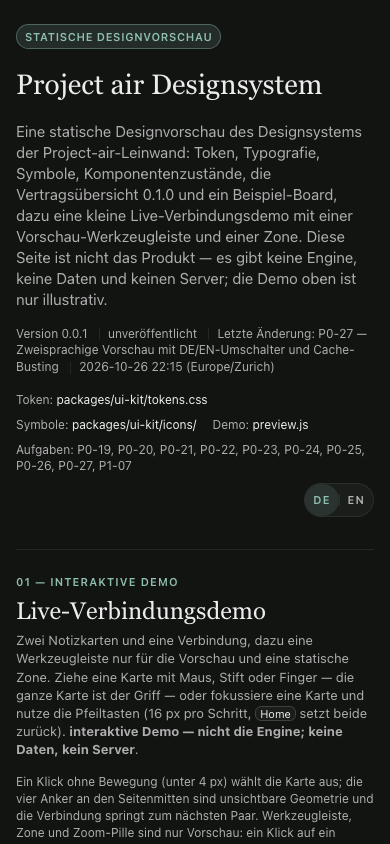 STATISCHE DESIGNVORSCHAU
Project air Designsystem
Eine statische Designvorschau des Designsystems
der Project-air-Leinwand: Token, Typografie,
Symbole, Komponentenzustände, die
Vertragsübersicht 0.1.0 und ein Beispiel-Board,
dazu eine kleine Live-Verbindungsdemo mit einer
Vorschau-Werkzeugleiste und einer Zone. Diese
Seite ist nicht das Produkt — es gibt keine Engine,
keine Daten und keinen Server; die Demo oben ist
nur illustrativ.
Version 0.0.1 | unveröffentlicht | Letzte Änderung: P0-27 —
Zweisprachige Vorschau mit DE/EN-Umschalter und Cache-
Busting | 2026-10-26 22:15 (Europe/Zurich)
Token: packages/ui-kit/tokens.css
Symbole: packages/ui-kit/icons/ Demo: preview.js
Aufgaben: P0-19, P0-20, P0-21, P0-22, P0-23, P0-24, P0-25,
P0-26, P0-27, P1-07
DE EN
01 — INTERAKTIVE DEMO
Live-Verbindungsdemo
Zwei Notizkarten und eine Verbindung, dazu eine
Werkzeugleiste nur für die Vorschau und eine statische
Zone. Ziehe eine Karte mit Maus, Stift oder Finger — die
ganze Karte ist der Griff — oder fokussiere eine Karte und
nutze die Pfeiltasten (16 px pro Schritt, Home setzt beide
zurück). interaktive Demo — nicht die Engine; keine
Daten, kein Server.
Ein Klick ohne Bewegung (unter 4 px) wählt die Karte aus; die
vier Anker an den Seitenmitten sind unsichtbare Geometrie und
die Verbindung springt zum nächsten Paar. Werkzeugleiste,
Zone und Zoom-Pille sind nur Vorschau: ein Klick auf ein